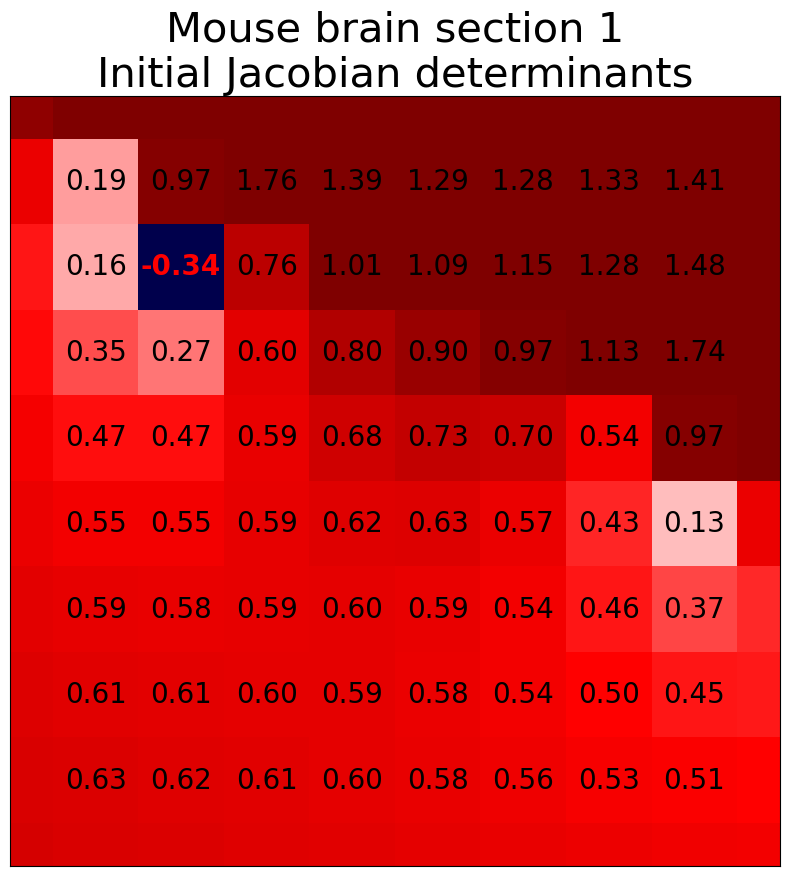 Mouse brain section 1
Initial Jacobian determinants
0.19 0.97 1.76 1.39 1.29 1.28 1.33 1.41
0.16 -0.34 0.76 1.01 1.09 1.15 1.28 1.48
0.35 0.27 0.60 0.80 0.90 0.97 1.13 1.74
0.47 0.47 0.59 0.68 0.73 0.70 0.54 0.97
0.55 0.55 0.59 0.62 0.63 0.57 0.43 0.13
0.59 0.58 0.59 0.60 0.59 0.54 0.46 0.37
0.61 0.61 0.60 0.59 0.58 0.54 0.50 0.45
0.63 0.62 0.61 0.60 0.58 0.56 0.53 0.51